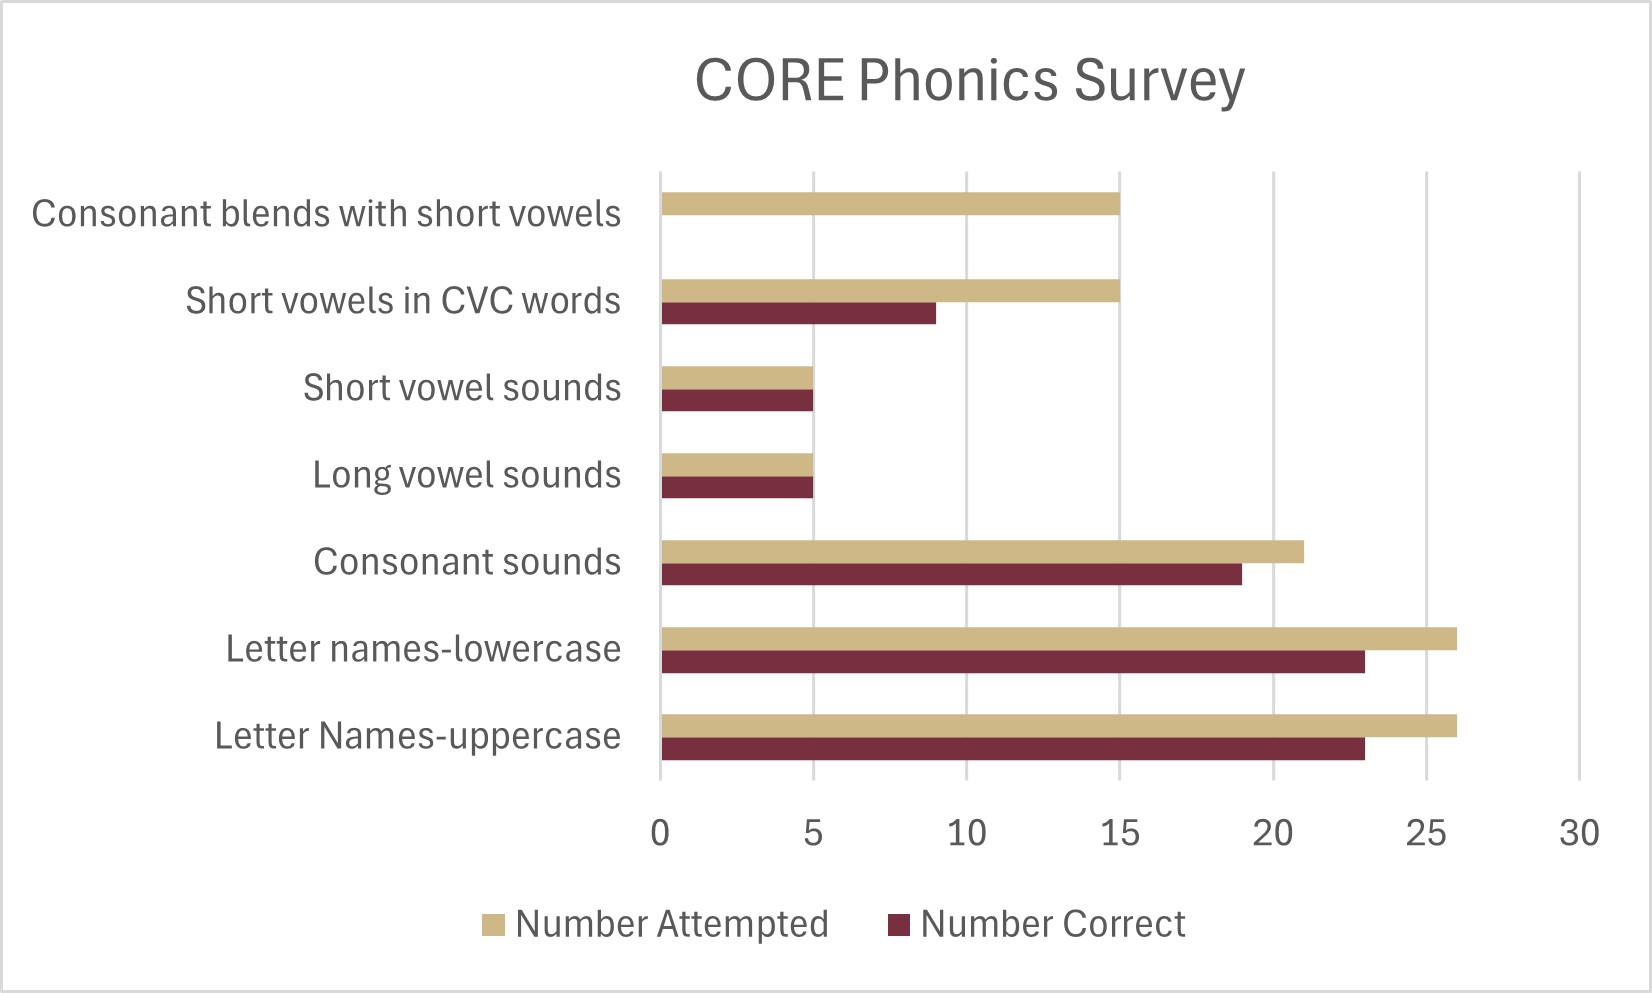 CORE Phonics Survey
Consonant blends with short vowels
Short vowels in CVC words
Short vowel sounds
Long vowel sounds
Consonant sounds
Letter names-lowercase
Letter Names-uppercase
0 5 10 15 20 25 30
Number Attempted Number Correct